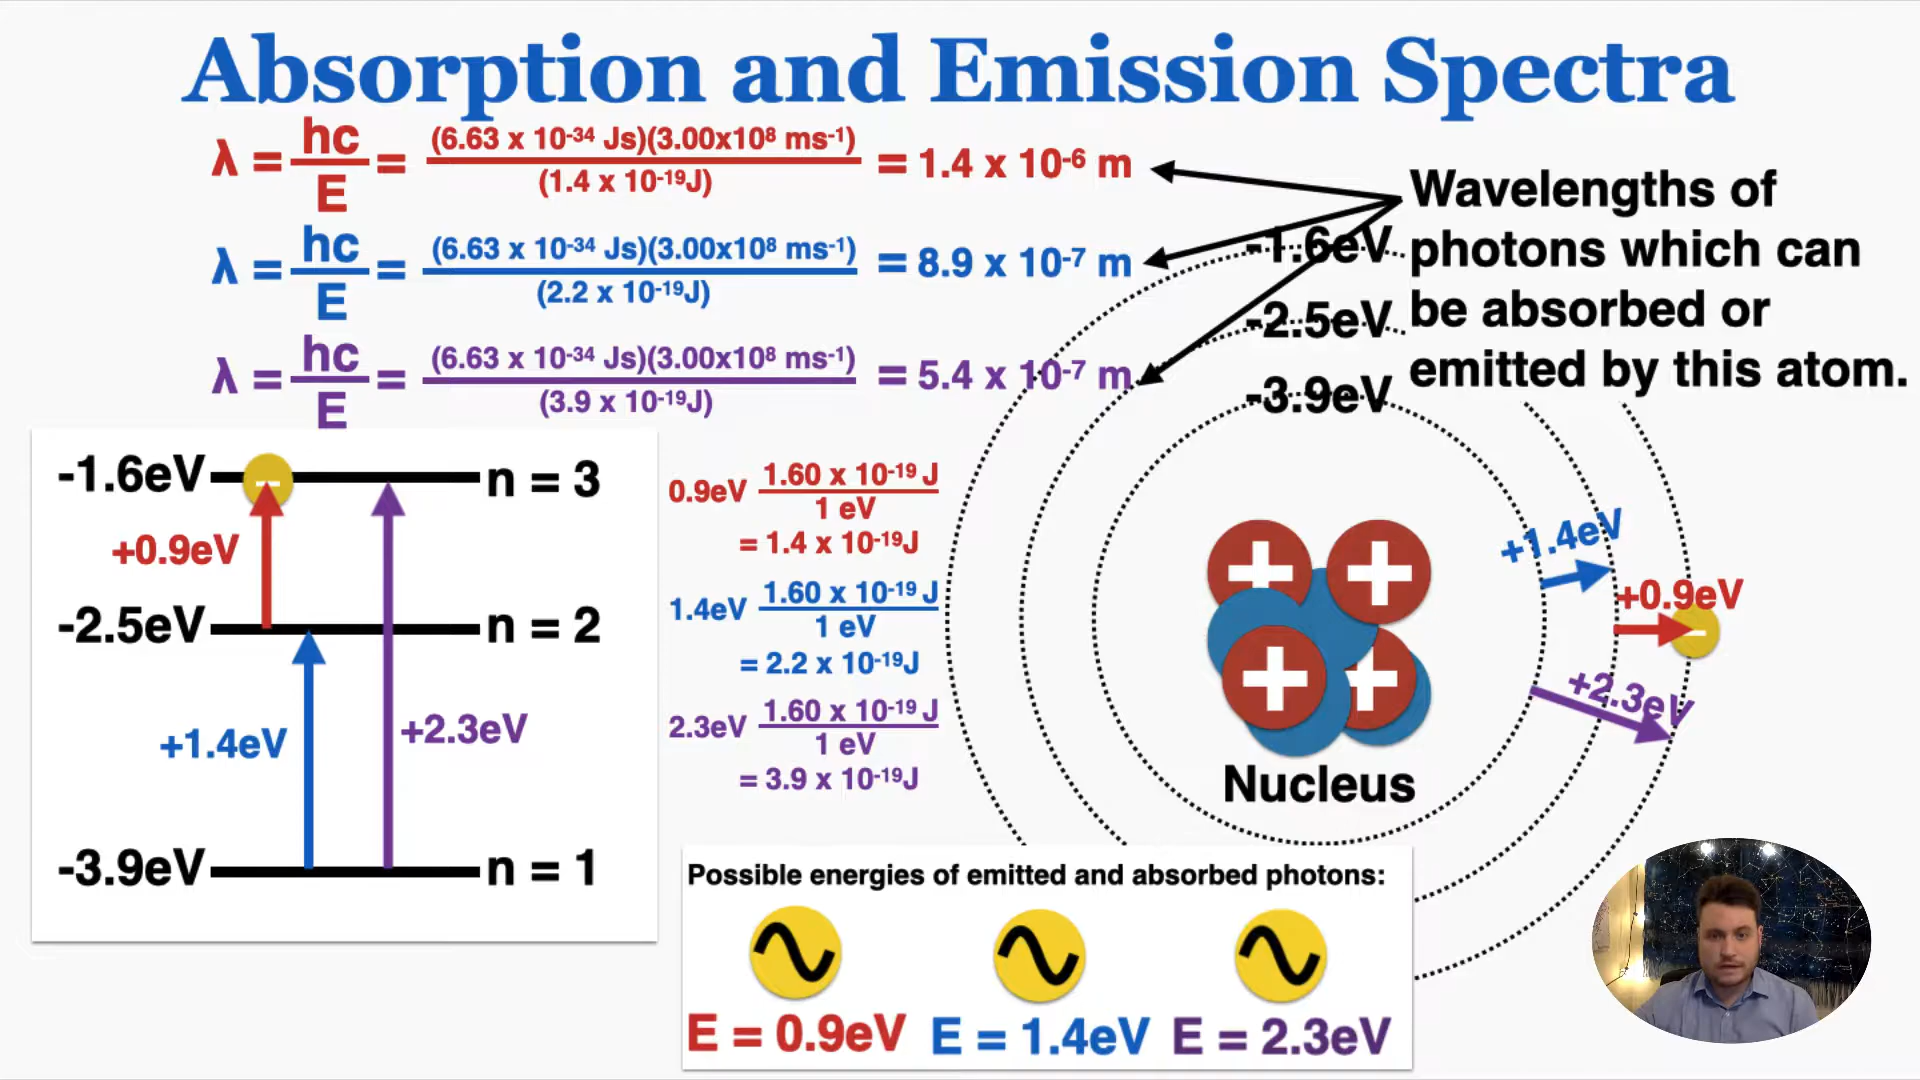 Absorption and Emission Spectra
λ = hc/E = (6.63 x 10⁻³⁴ Js)(3.00x10⁸ ms⁻¹)/(1.4 x 10⁻¹⁹J) = 1.4 x 10⁻⁶ m
λ = hc/E = (6.63 x 10⁻³⁴ Js)(3.00x10⁸ ms⁻¹)/(2.2 x 10⁻¹⁹J) = 8.9 x 10⁻⁷ m
λ = hc/E = (6.63 x 10⁻³⁴ Js)(3.00x10⁸ ms⁻¹)/(3.9 x 10⁻¹⁹J) = 5.4 x 10⁻⁷ m
Wavelengths of
photons which can
be absorbed or
emitted by this atom.
-1.6eV
-2.5eV
-3.9eV
-1.6eV n = 3
+0.9eV
-2.5eV n = 2
+1.4eV
+2.3eV
-3.9eV n = 1
0.9eV 1.60 x 10⁻¹⁹ J/1 eV
= 1.4 x 10⁻¹⁹J
1.4eV 1.60 x 10⁻¹⁹ J/1 eV
= 2.2 x 10⁻¹⁹J
2.3eV 1.60 x 10⁻¹⁹ J/1 eV
= 3.9 x 10⁻¹⁹J
+1.4eV
+0.9eV
+2.3eV
Nucleus
Possible energies of emitted and absorbed photons:
E = 0.9eV E = 1.4eV E = 2.3eV